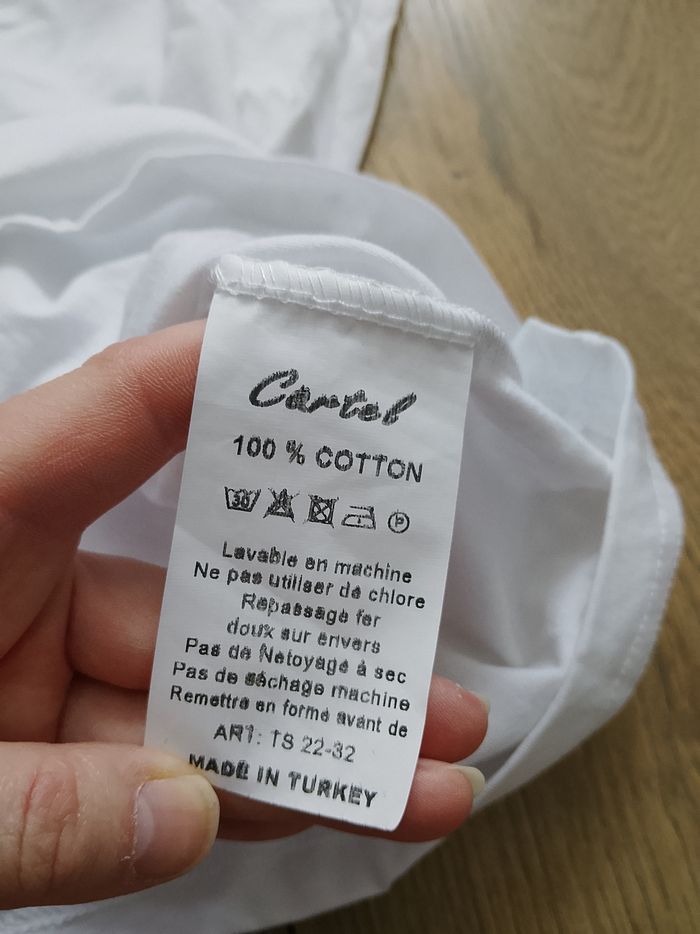 Cartel
100 % COTTON
30
P
Lavable en machine
Ne pas utiliser de chlore
Repassage fer
doux sur envers
Pas de Netoyage à sec
Pas de séchage machine
Remettre en forme avant de
ART: TS 22-32
MADE IN TURKEY